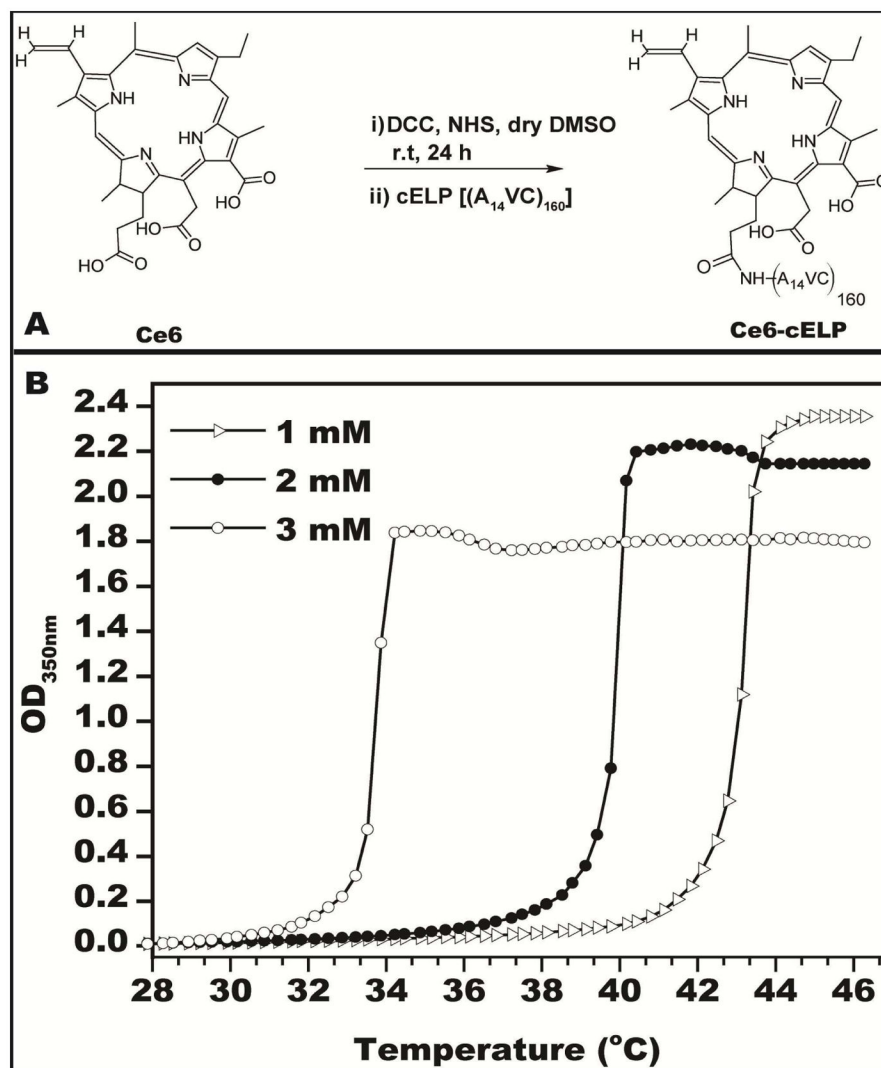 H
H
H
N
NH
HN
N
O
HO
O
HO
HO
O
i)DCC, NHS, dry DMSO
r.t, 24 h
ii) cELP [(A14VC)160]
H
H
H
N
NH
HN
N
O
HO
O
HO
O
NH-(A14VC)160
A
Ce6
Ce6-cELP
B
2.4
2.2
2.0
1.8
1.6
1.4
1.2
1.0
0.8
0.6
0.4
0.2
0.0
OD350nm
1 mM
2 mM
3 mM
28 30 32 34 36 38 40 42 44 46
Temperature (°C)